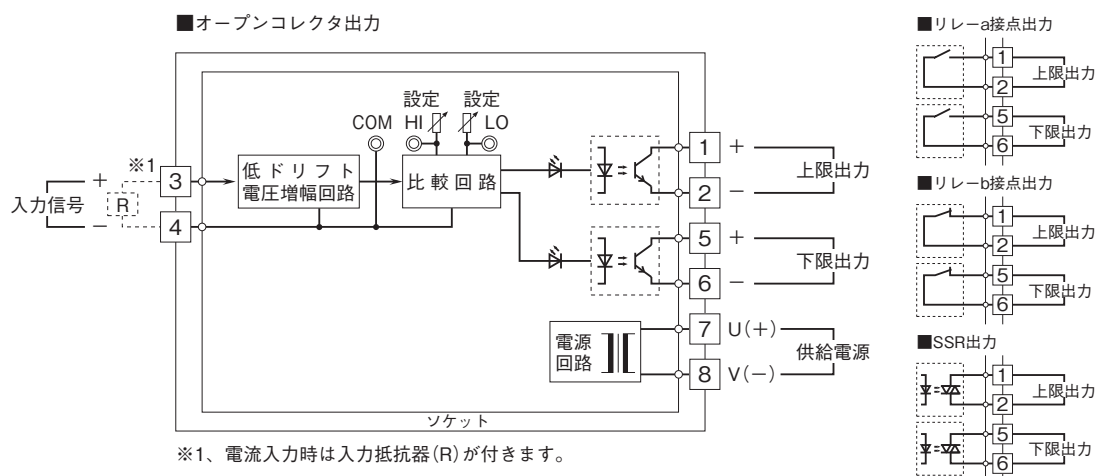 ■オープンコレクタ出力
設定 設定
COM HI LO
※1
入力信号
+
−
R
3
4
低ドリフト
電圧増幅回路
比較回路
1 +
2 −
上限出力
5 +
6 −
下限出力
電源
回路
7 U(+)
8 V(−)
供給電源
ソケット
※1、電流入力時は入力抵抗器(R)が付きます。
■リレーa接点出力
1
2
上限出力
5
6
下限出力
■リレーb接点出力
1
2
上限出力
5
6
下限出力
■SSR出力
1
2
上限出力
5
6
下限出力